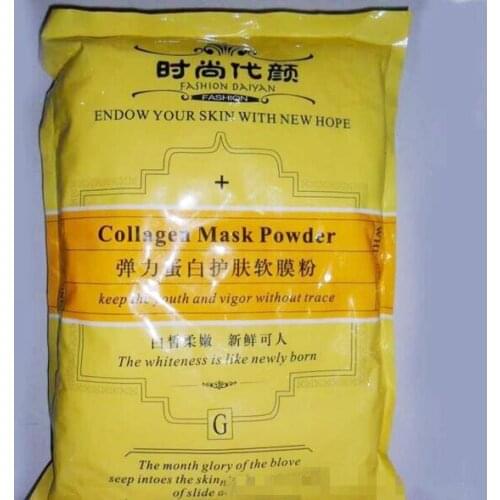 时尚代颜
FASHION DAIYAN
FASHION
ENDOW YOUR SKIN WITH NEW HOPE
+
Collagen Mask Powder
弹力蛋白护肤软膜粉
keep the youth and vigor without trace
白皙柔嫩 新鲜可人
The whiteness is like newly born
G
The month glory of the blove
seep intoes the skin
of slide